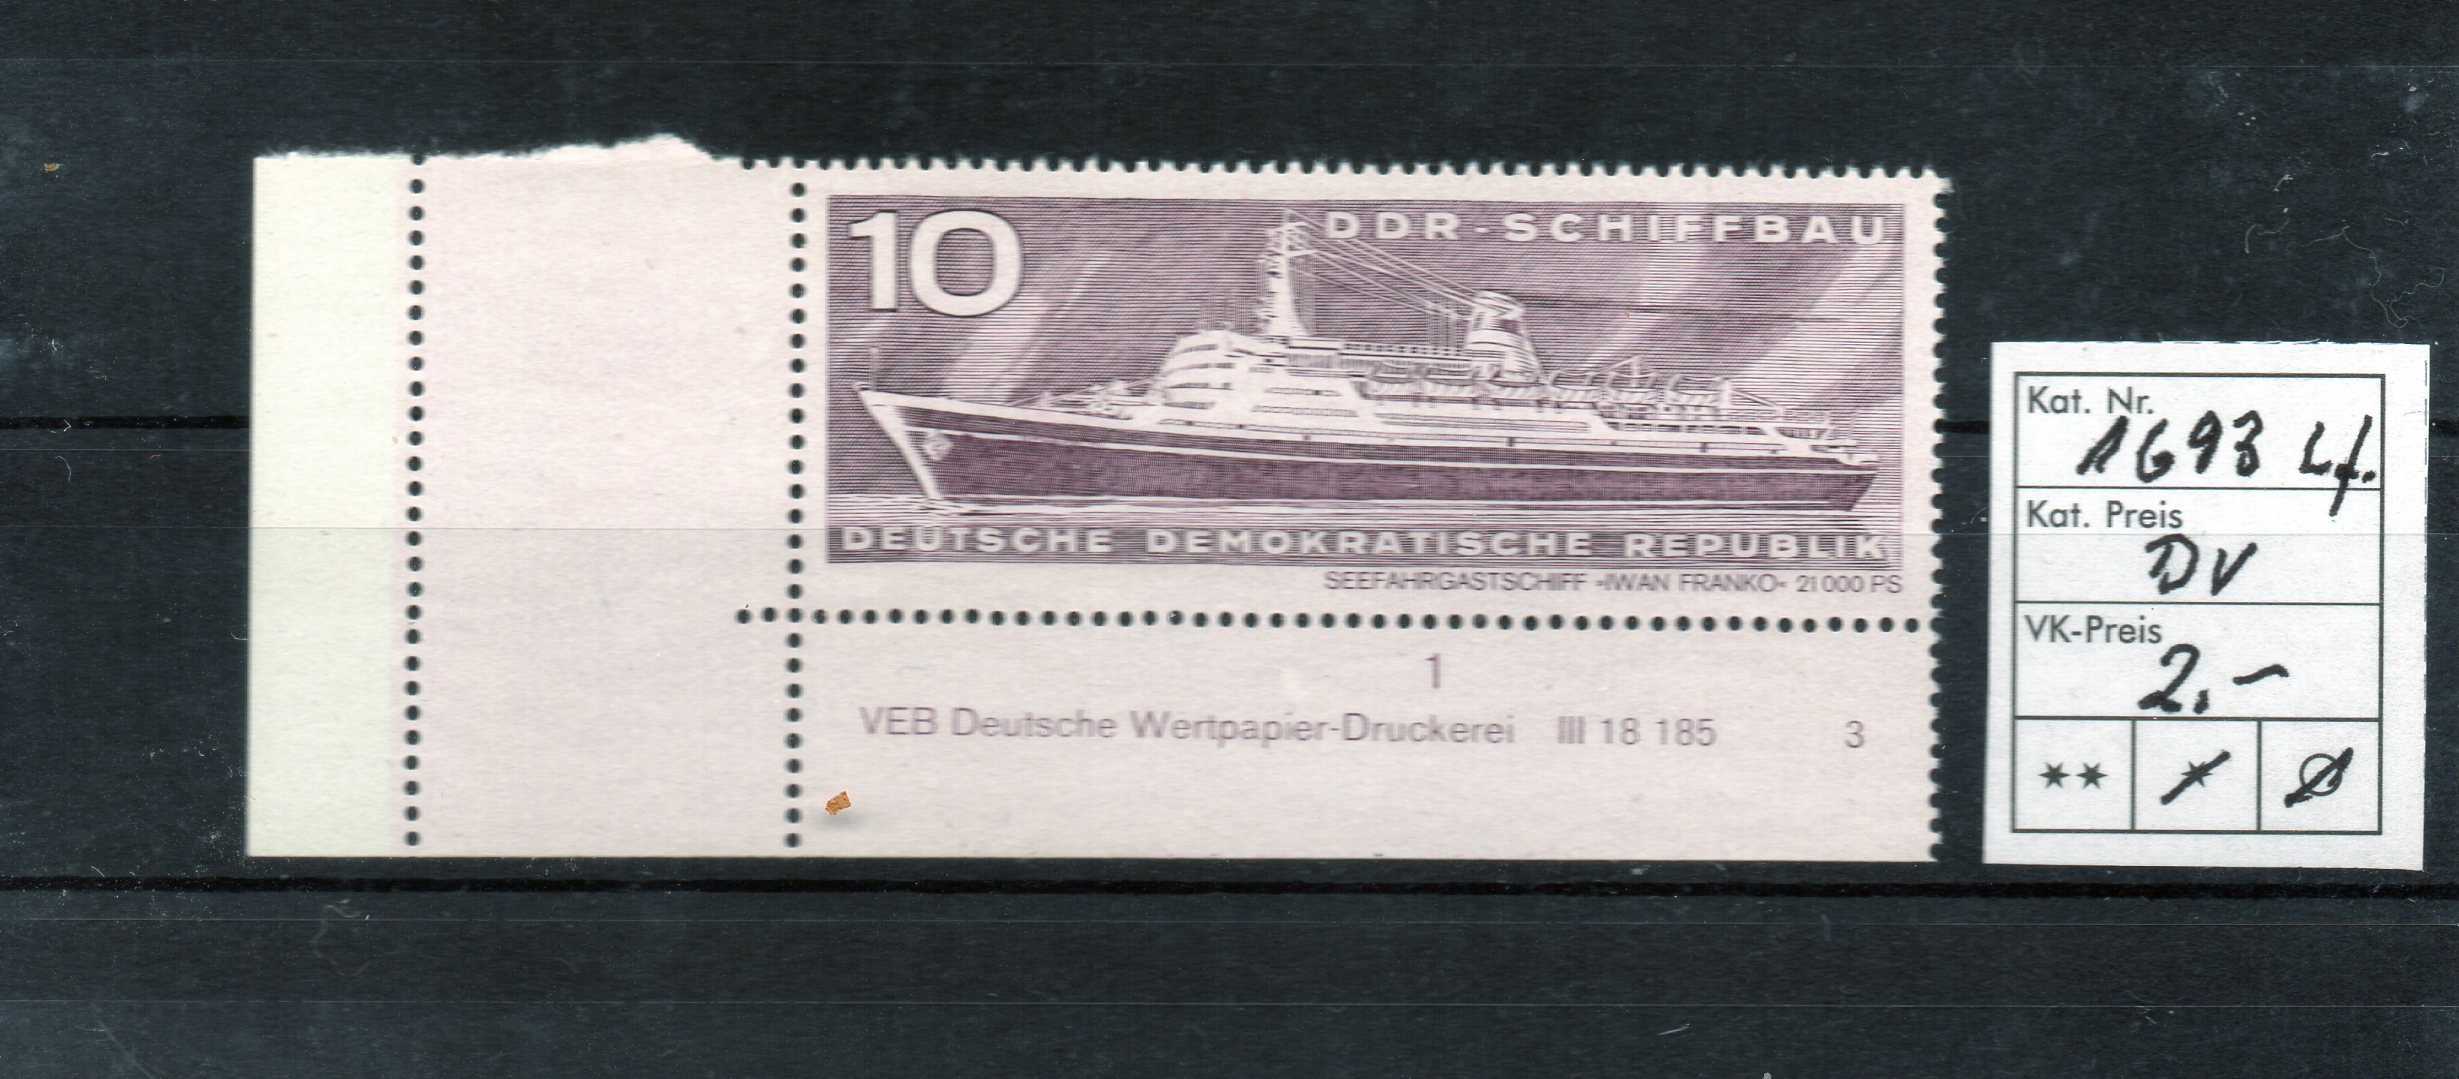 10
DDR-SCHIFFBAU
DEUTSCHE DEMOKRATISCHE REPUBLIK
SEEFAHRGASTSCHIFF »IWAN FRANKO« 21000 PS
1
VEB Deutsche Wertpapier-Druckerei III 18 185 3
Kat. Nr.
1693 Lf.
Kat. Preis
DV
VK-Preis
2.-